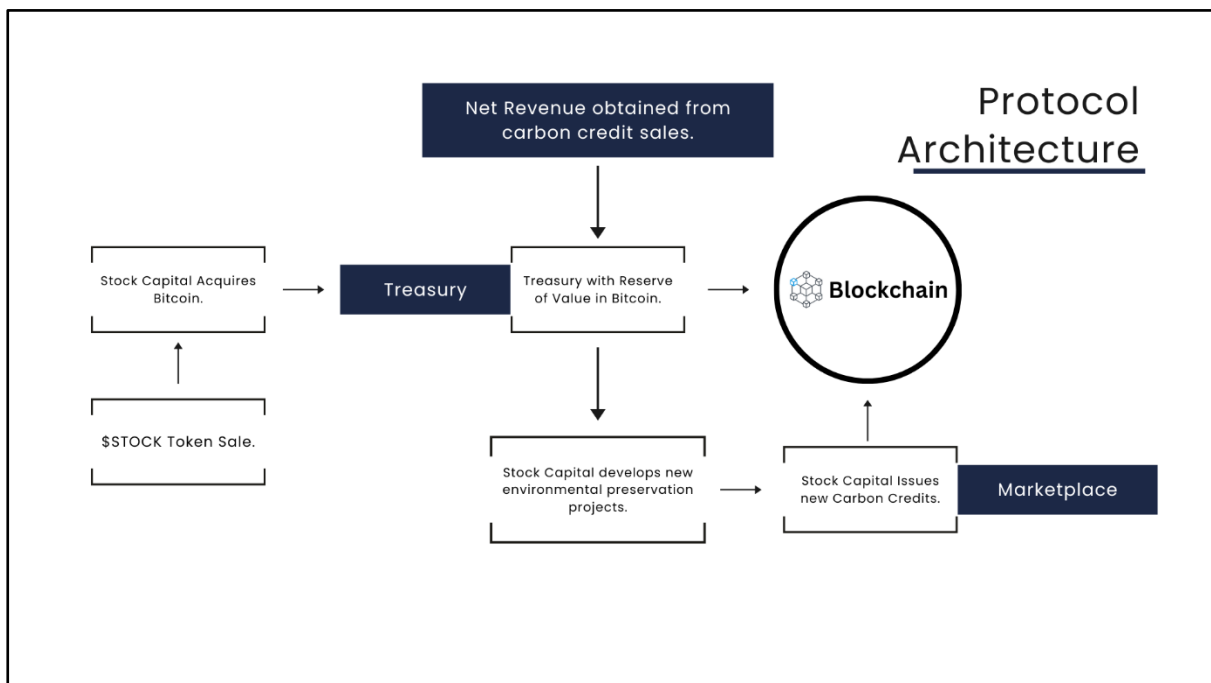 Protocol
Architecture
Net Revenue obtained from
carbon credit sales.
Stock Capital Acquires
Bitcoin.
Treasury
Treasury with Reserve
of Value in Bitcoin.
Blockchain
$STOCK Token Sale.
Stock Capital develops new
environmental preservation
projects.
Stock Capital Issues
new Carbon Credits.
Marketplace